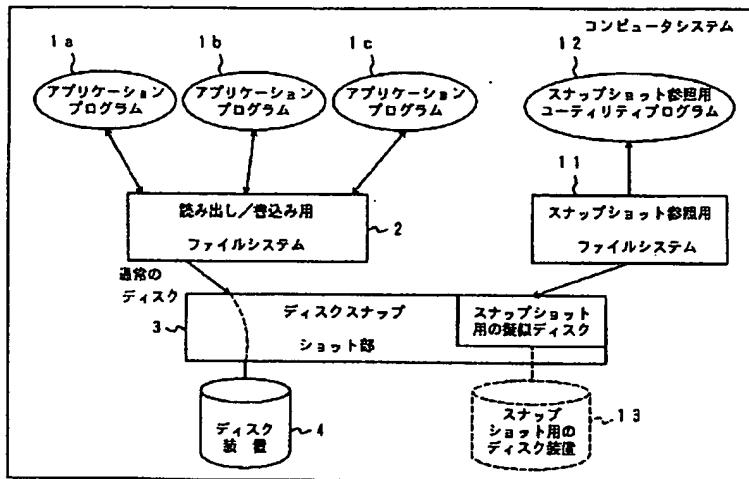 コンピュータシステム
1a
1b
1c
12
アプリケーション
プログラム
アプリケーション
プログラム
アプリケーション
プログラム
スナップショット参照用
ユーティリティプログラム
11
読み出し/書込み用
ファイルシステム
2
スナップショット参照用
ファイルシステム
通常の
ディスク
3
ディスクスナップ
ショット部
スナップショット
用の擬似ディスク
ディスク
装置
4
スナップ
ショット用の
ディスク装置
13